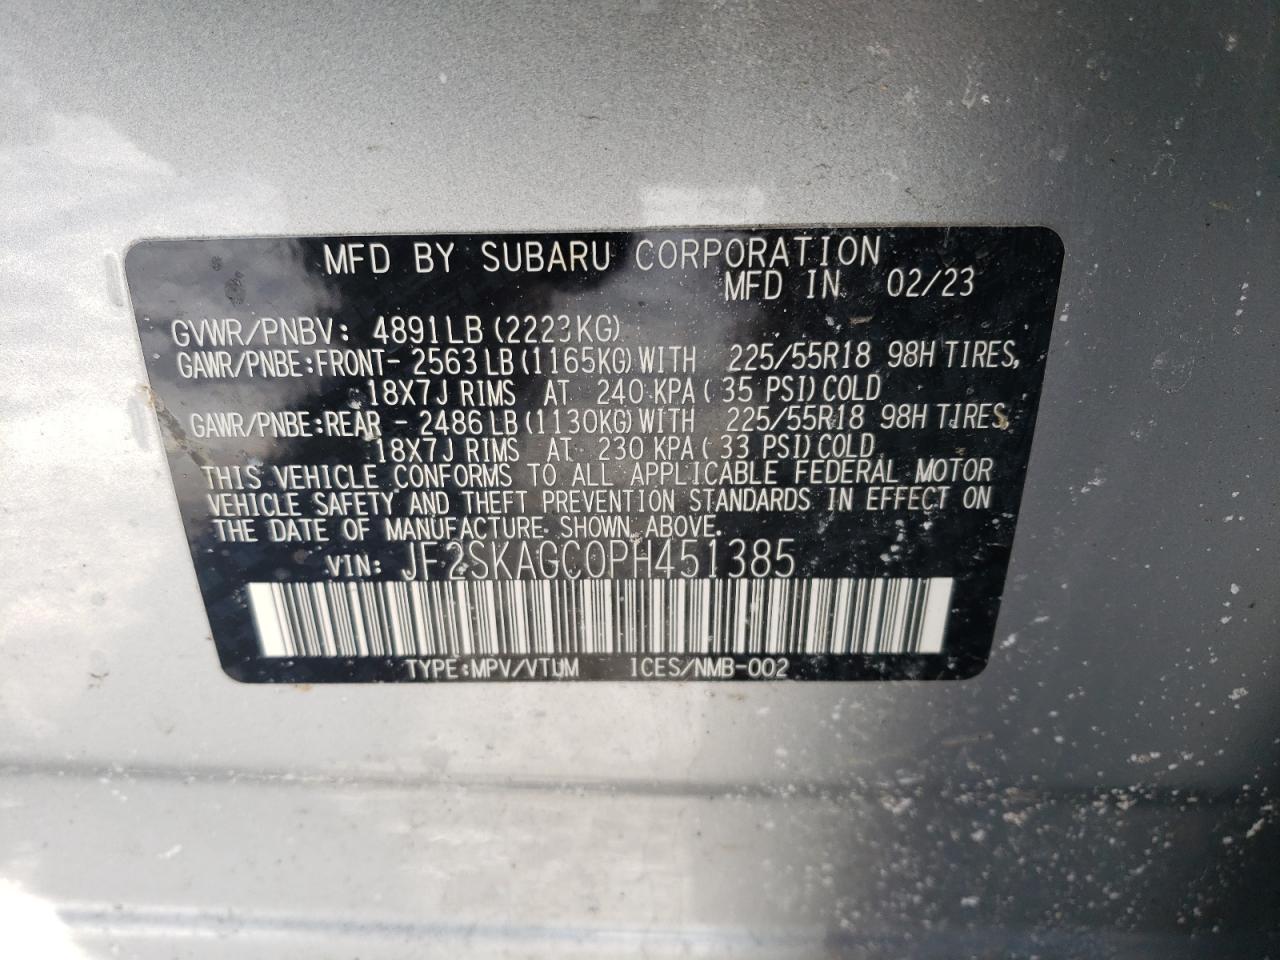 MFD BY SUBARU CORPORATION
MFD IN 02/23
GVWR/PNBV: 4891LB (2223KG)
GAWR/PNBE:FRONT- 2563LB (1165KG) WITH 225/55R18 98H TIRES,
18X7J RIMS AT 240 KPA ( 35 PSI) COLD
GAWR/PNBE:REAR - 2486LB (1130KG) WITH 225/55R18 98H TIRES,
18X7J RIMS AT 230 KPA ( 33 PSI) COLD
THIS VEHICLE CONFORMS TO ALL APPLICABLE FEDERAL MOTOR
VEHICLE SAFETY AND THEFT PREVENTION STANDARDS IN EFFECT ON
THE DATE OF MANUFACTURE SHOWN ABOVE.
VIN: JF2SKAGC0PH451385
TYPE:MPV/VTUM ICES/NMB-002